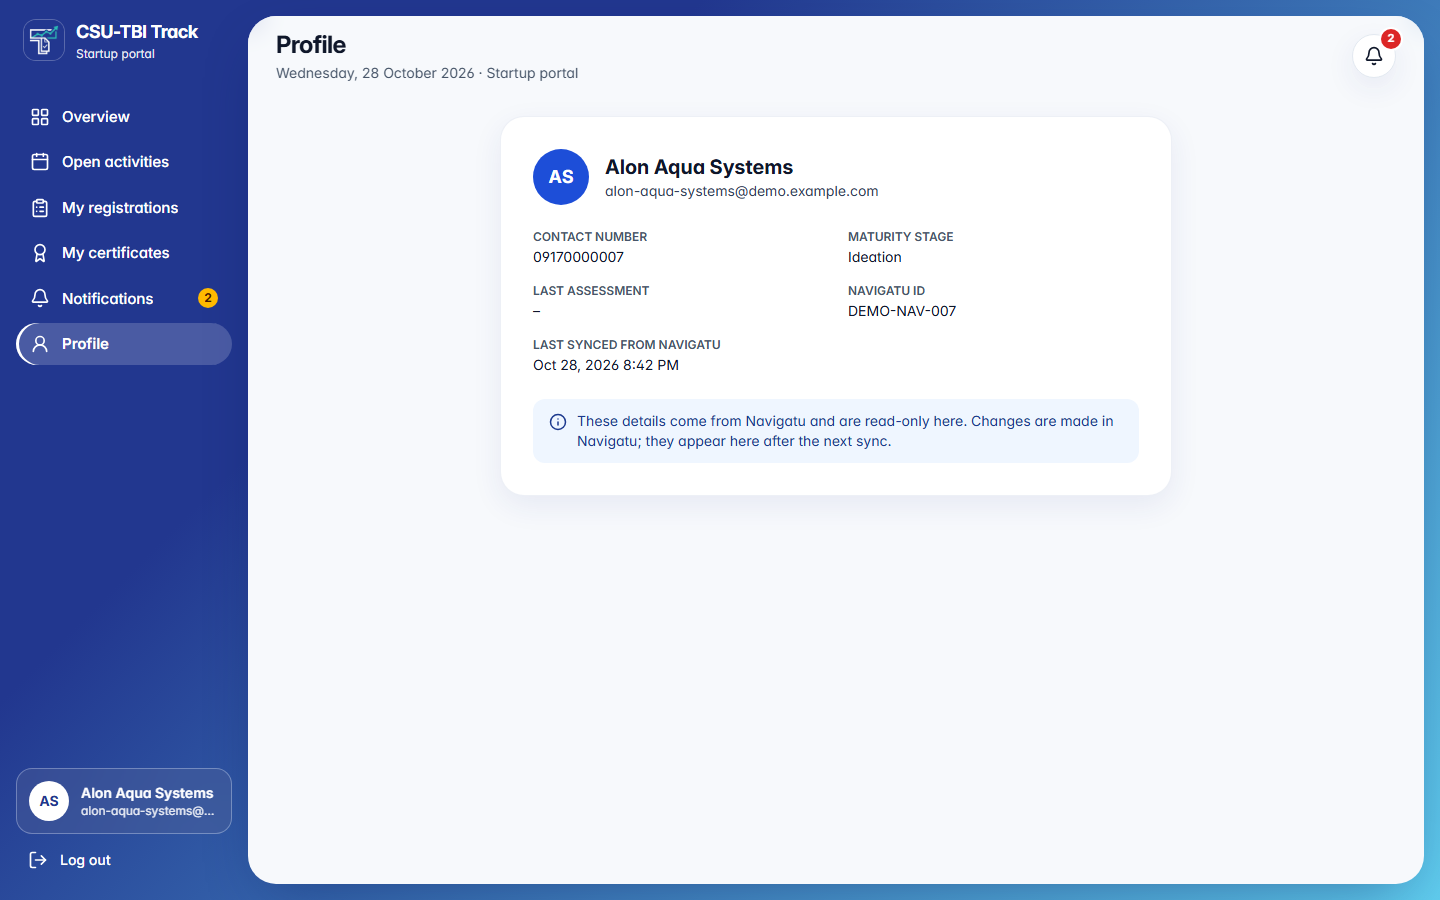 CSU-TBI Track
Startup portal
Overview
Open activities
My registrations
My certificates
Notifications
2
Profile
AS
Alon Aqua Systems
alon-aqua-systems@...
Log out
Profile
Wednesday, 28 October 2026 · Startup portal
2
AS
Alon Aqua Systems
alon-aqua-systems@demo.example.com
CONTACT NUMBER
09170000007
MATURITY STAGE
Ideation
LAST ASSESSMENT
–
NAVIGATU ID
DEMO-NAV-007
LAST SYNCED FROM NAVIGATU
Oct 28, 2026 8:42 PM
These details come from Navigatu and are read-only here. Changes are made in
Navigatu; they appear here after the next sync.